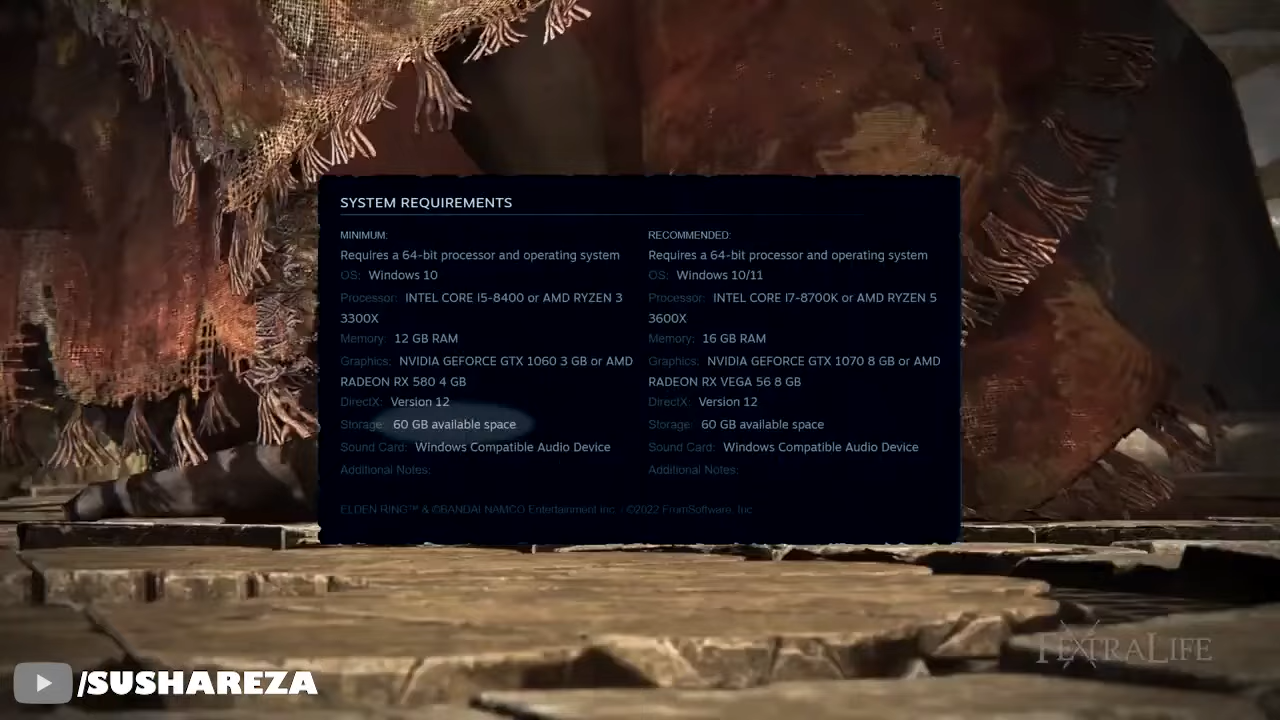 SYSTEM REQUIREMENTS
MINIMUM:
Requires a 64-bit processor and operating system
OS: Windows 10
Processor: INTEL CORE I5-8400 or AMD RYZEN 3
3300X
Memory: 12 GB RAM
Graphics: NVIDIA GEFORCE GTX 1060 3 GB or AMD
RADEON RX 580 4 GB
DirectX: Version 12
Storage: 60 GB available space
Sound Card: Windows Compatible Audio Device
Additional Notes:
RECOMMENDED:
Requires a 64-bit processor and operating system
OS: Windows 10/11
Processor: INTEL CORE I7-8700K or AMD RYZEN 5
3600X
Memory: 16 GB RAM
Graphics: NVIDIA GEFORCE GTX 1070 8 GB or AMD
RADEON RX VEGA 56 8 GB
DirectX: Version 12
Storage: 60 GB available space
Sound Card: Windows Compatible Audio Device
Additional Notes:
ELDEN RING™ & ©BANDAI NAMCO Entertainment Inc. / ©2022 FromSoftware, Inc
FEXTRALIFE
/SUSHAREZA